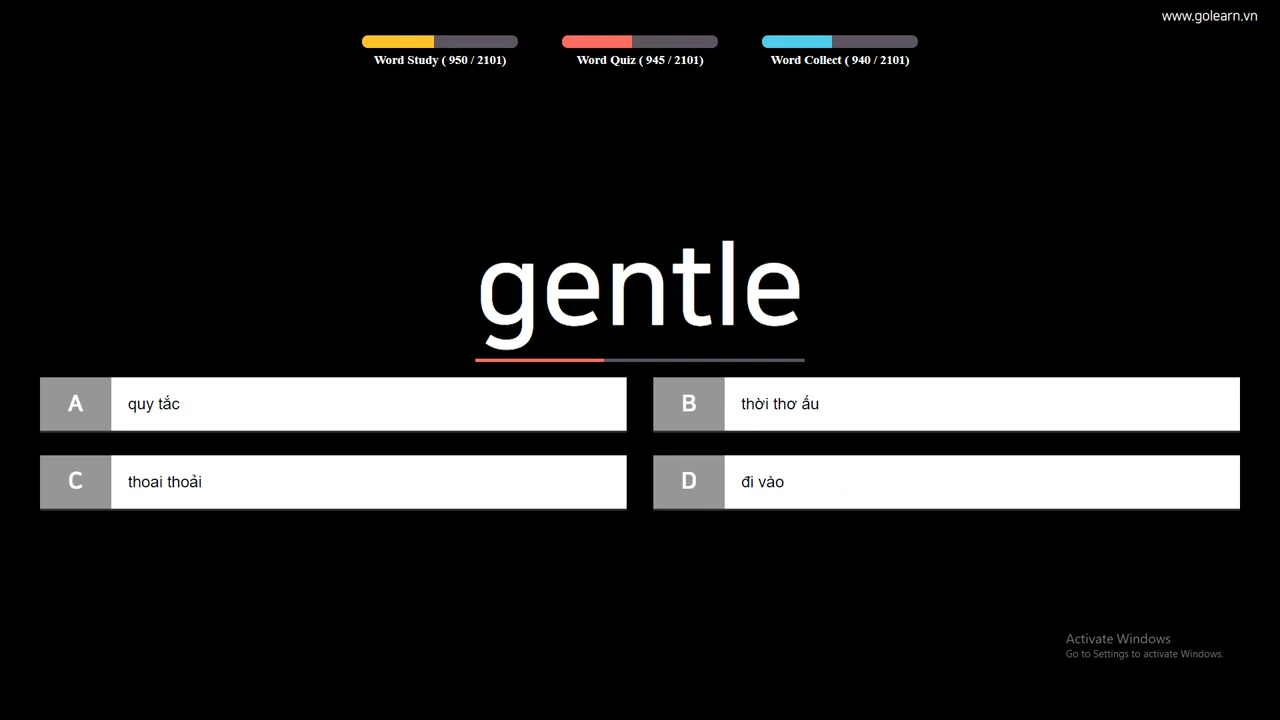 www.golearn.vn
Word Study ( 950 / 2101)
Word Quiz ( 945 / 2101)
Word Collect ( 940 / 2101)
gentle
A quy tắc
B thời thơ ấu
C thoai thoải
D đi vào
Activate Windows
Go to Settings to activate Windows.